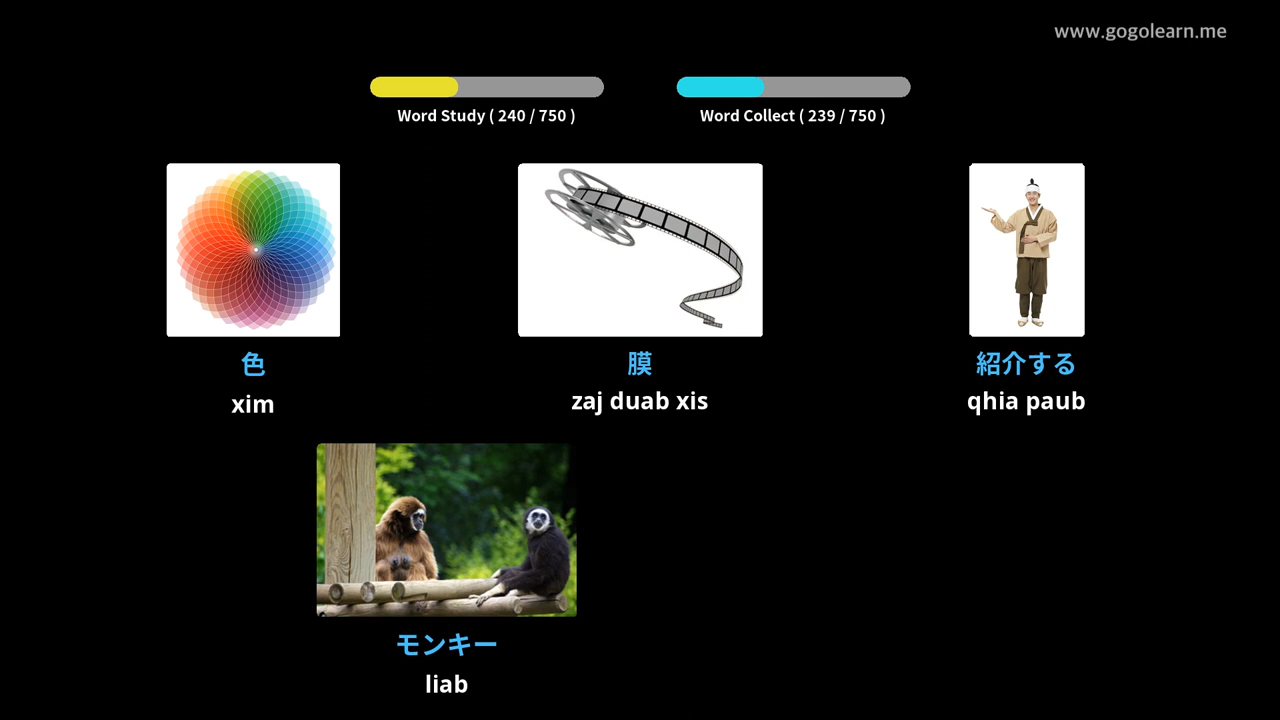 www.gogolearn.me
Word Study ( 240 / 750 )
Word Collect ( 239 / 750 )
色
膜
紹介する
xim
zaj duab xis
qhia paub
モンキー
liab